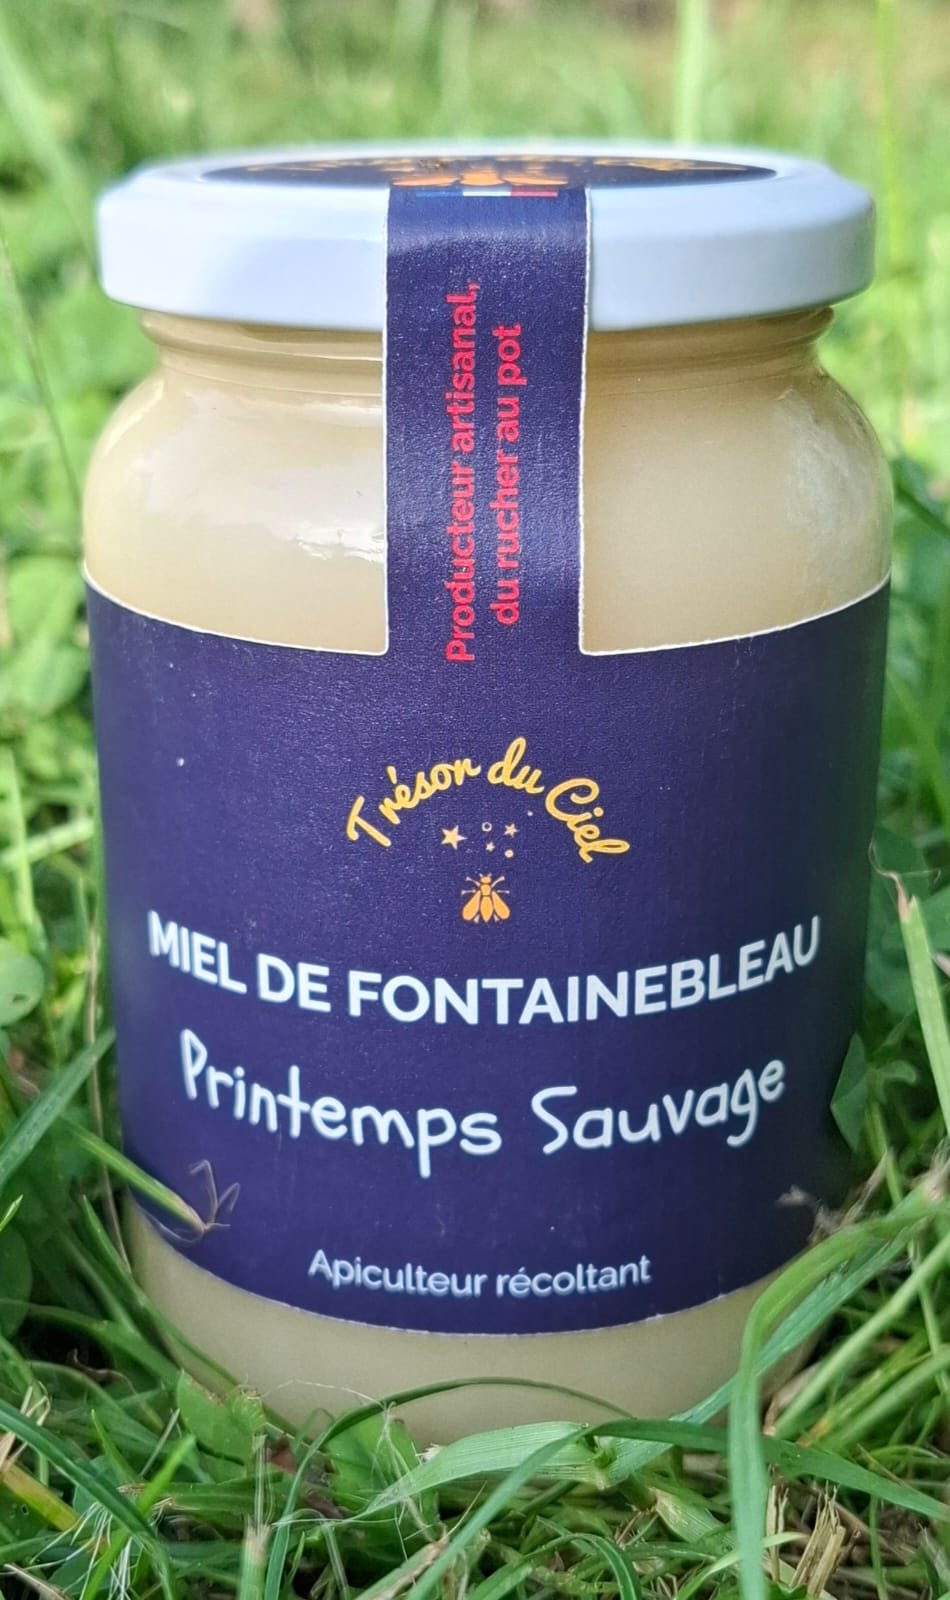 Producteur artisanal,
du rucher au pot
Trésor du Ciel
MIEL DE FONTAINEBLEAU
Printemps Sauvage
Apiculteur récoltant